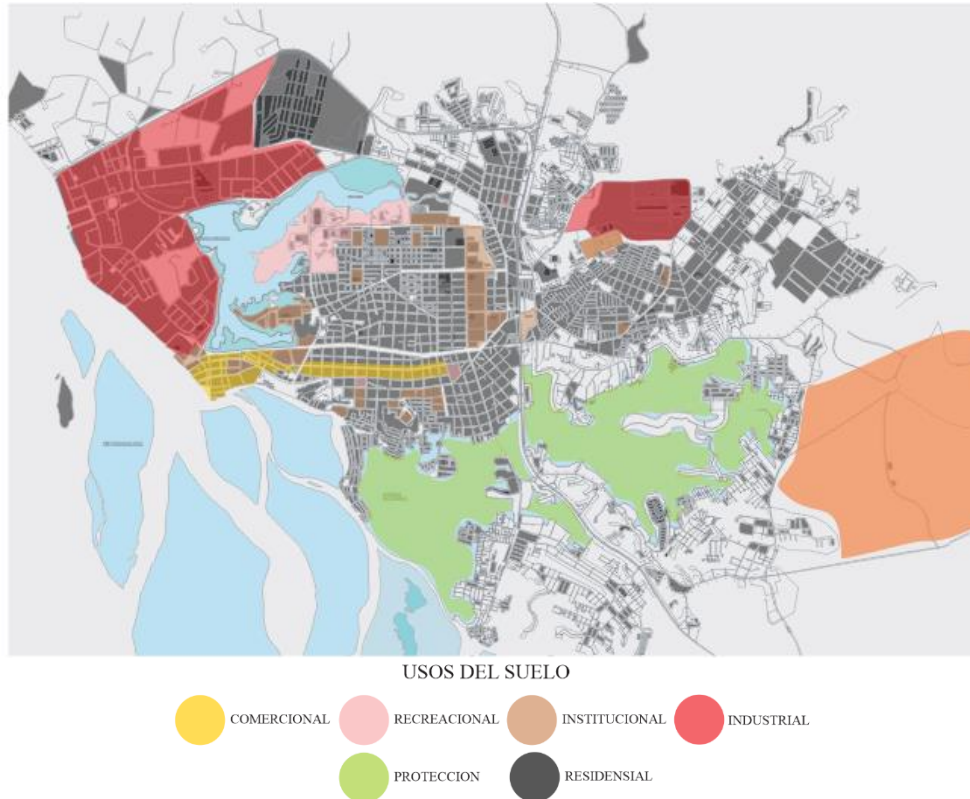 USOS DEL SUELO
COMERCIONAL
RECREACIONAL
INSTITUCIONAL
INDUSTRIAL
PROTECCION
RESIDENSIAL